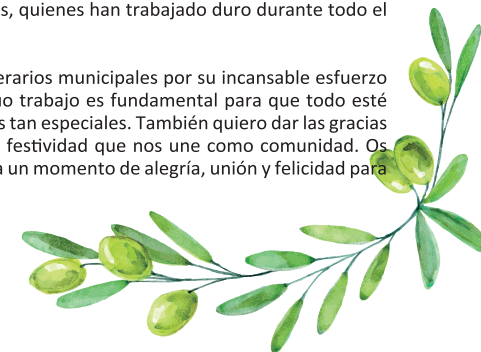 s, quienes han trabajado duro durante todo el
erarios municipales por su incansable esfuerzo
uo trabajo es fundamental para que todo esté
s tan especiales. También quiero dar las gracias
festividad que nos une como comunidad. Os
a un momento de alegría, unión y felicidad para